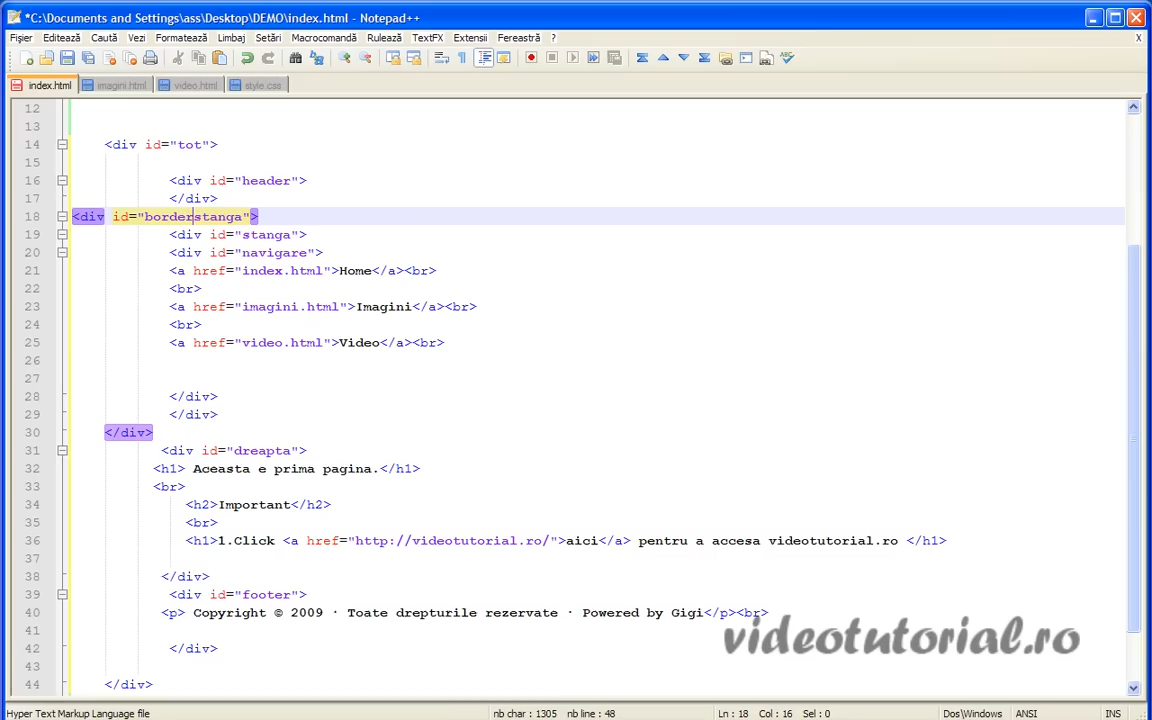 *C:\Documents and Settings\ass\Desktop\DEMO\index.html - Notepad++
Fişier Editează Caută Vezi Formatează Limbaj Setări Macrocomandă Rulează TextFX Extensii Fereastră ? X
index.html imagini.html video.html style.css
12
13
14 <div id="tot">
15
16 <div id="header">
17 </div>
18 <div id="borderstanga">
19 <div id="stanga">
20 <div id="navigare">
21 <a href="index.html">Home</a><br>
22 <br>
23 <a href="imagini.html">Imagini</a><br>
24 <br>
25 <a href="video.html">Video</a><br>
26
27
28 </div>
29 </div>
30 </div>
31 <div id="dreapta">
32 <h1> Aceasta e prima pagina.</h1>
33 <br>
34 <h2>Important</h2>
35 <br>
36 <h1>1.Click <a href="http://videotutorial.ro/">aici</a> pentru a accesa videotutorial.ro </h1>
37
38 </div>
39 <div id="footer">
40 <p> Copyright © 2009 · Toate drepturile rezervate · Powered by Gigi</p><br>
41
videotutorial.ro
42 </div>
43
44 </div>
Hyper Text Markup Language file nb char : 1305 nb line : 48 Ln : 18 Col : 16 Sel : 0 Dos\Windows ANSI INS